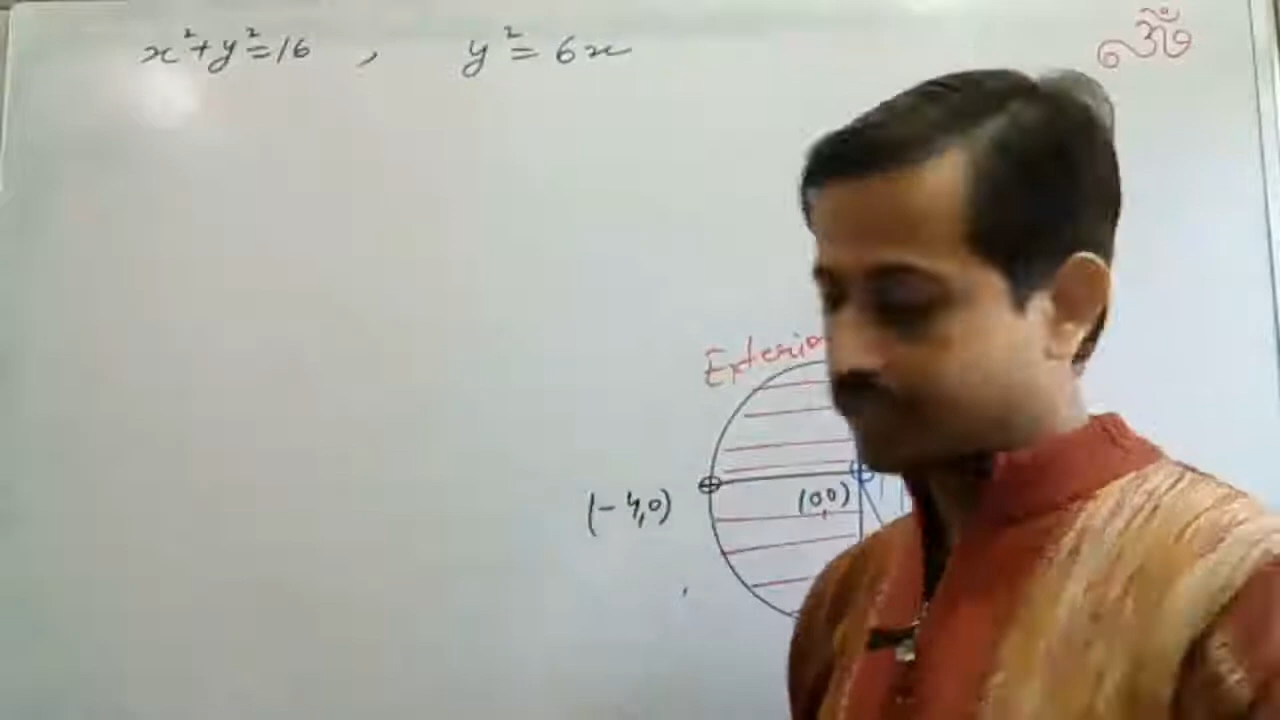 x²+y²=16 , y²=6x
ॐ
Exterio
(-4,0)
(0,0)